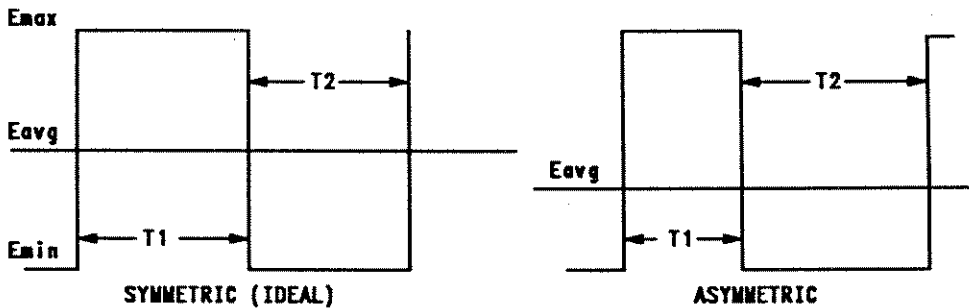 Emax
T2
Eavg
T1
Emin
SYMMETRIC (IDEAL)
T2
Eavg
T1
ASYMMETRIC